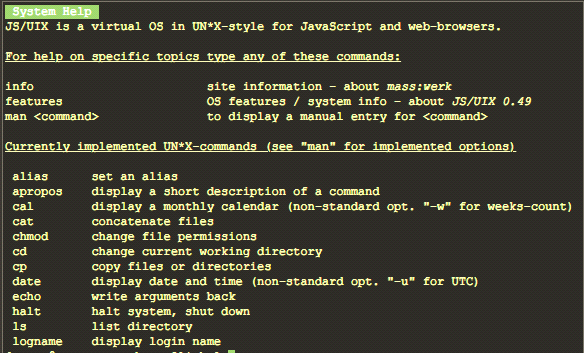 System Help
JS/UIX is a virtual OS in UN*X-style for JavaScript and web-browsers.
For help on specific topics type any of these commands:
info site information - about mass:werk
features OS features / system info - about JS/UIX 0.49
man <command> to display a manual entry for <command>
Currently implemented UN*X-commands (see "man" for implemented options)
alias set an alias
apropos display a short description of a command
cal display a monthly calendar (non-standard opt. "-w" for weeks-count)
cat concatenate files
chmod change file permissions
cd change current working directory
cp copy files or directories
date display date and time (non-standard opt. "-u" for UTC)
echo write arguments back
halt halt system, shut down
ls list directory
logname display login name